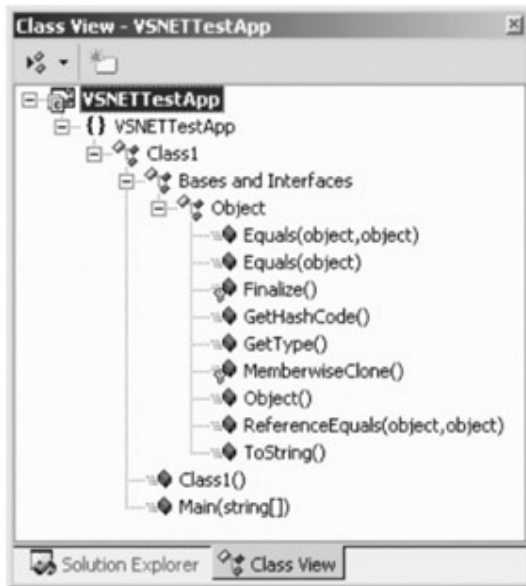 Class View - VSNETTestApp
VSNETTestApp
{} VSNETTestApp
Class1
Bases and Interfaces
Object
Equals(object,object)
Equals(object)
Finalize()
GetHashCode()
GetType()
MemberwiseClone()
Object()
ReferenceEquals(object,object)
ToString()
Class1()
Main(string[])
Solution Explorer Class View